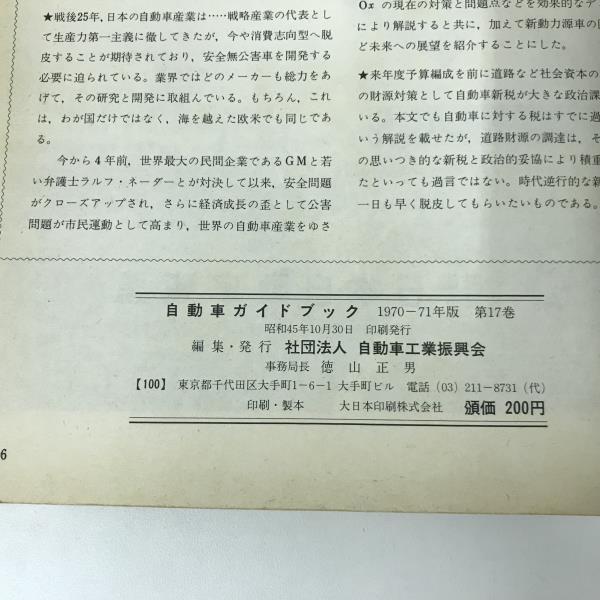 ★戦後25年，日本の自動車産業は……戦略産業の代表とし
て生産力第一主義に徹してきたが，今や消費志向型へ脱
皮することが期待されており，安全無公害車を開発する
必要に迫られている。業界ではどのメーカーも総力をあ
げて，その研究と開発に取組んでいる。もちろん，これ
は，わが国だけではなく，海を越えた欧米でも同じであ
る。
今から4年前，世界最大の民間企業であるGMと若
い弁護士ラルフ・ネーダーとが対決して以来，安全問題
がクローズアップされ，さらに経済成長の歪として公害
問題が市民運動として高まり，世界の自動車産業をゆさ
Ox の現在の対策と問題点などを効果的なデー
により解説すると共に，加えて新動力源車の
ど未来への展望を紹介することにした。
★来年度予算編成を前に道路など社会資本の
の財源対策として自動車新税が大きな政治課
いる。本文でも自動車に対する税はすでに過
いう解説を載せたが，道路財源の調達は，そ
の思いつき的な新税と政治的妥協により積重
たといっても過言ではない。時代逆行的な新
一日も早く脱皮してもらいたいものである。
自動車ガイドブック 1970－71年版 第17巻
昭和45年10月30日 印刷発行
編集・発行 社団法人 自動車工業振興会
事務局長 徳山正男
【100】 東京都千代田区大手町1－6－1 大手町ビル 電話（03）211－8731（代）
印刷・製本 大日本印刷株式会社 頒価 200円
6